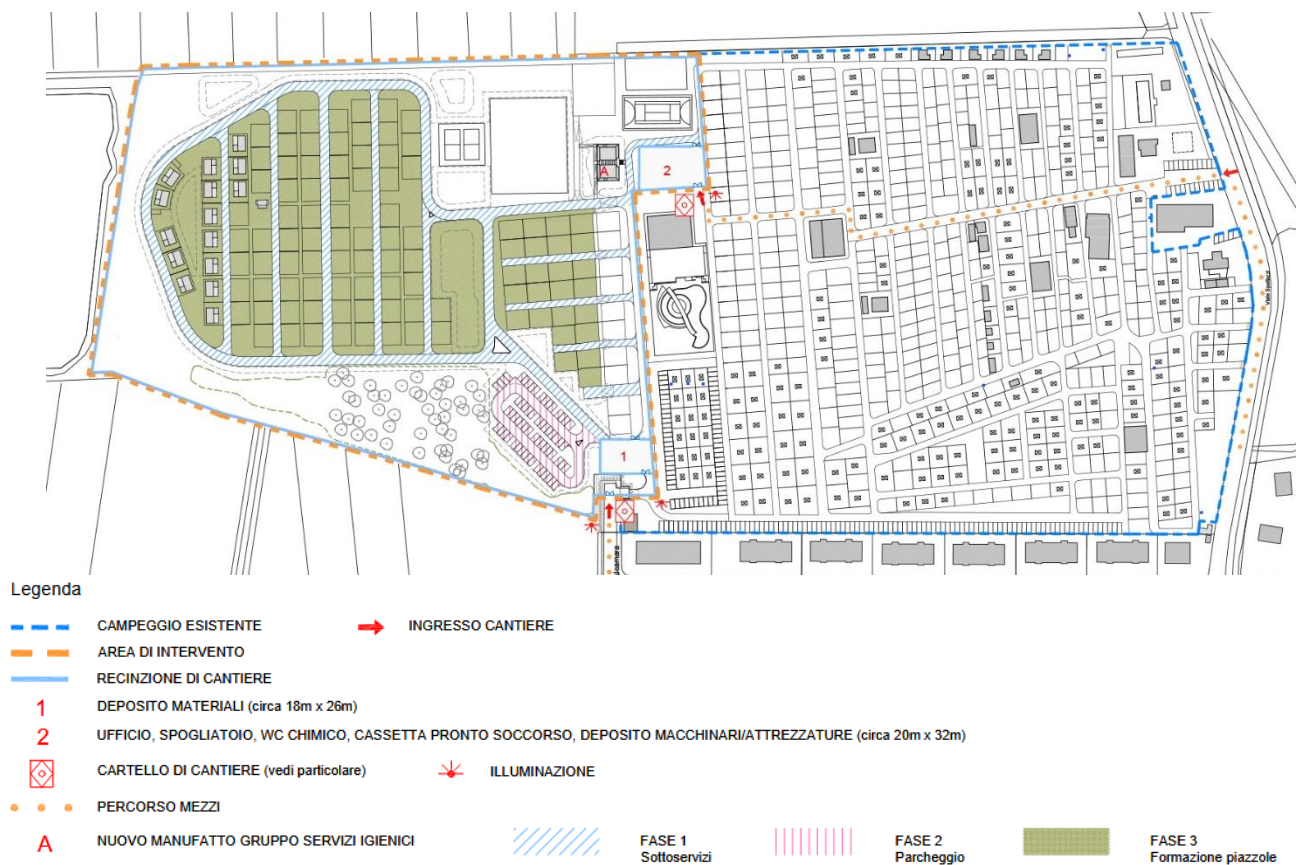 A
2
1
Legenda
CAMPEGGIO ESISTENTE
INGRESSO CANTIERE
AREA DI INTERVENTO
RECINZIONE DI CANTIERE
1 DEPOSITO MATERIALI (circa 18m x 26m)
2 UFFICIO, SPOGLIATOIO, WC CHIMICO, CASSETTA PRONTO SOCCORSO, DEPOSITO MACCHINARI/ATTREZZATURE (circa 20m x 32m)
CARTELLO DI CANTIERE (vedi particolare)
ILLUMINAZIONE
PERCORSO MEZZI
A NUOVO MANUFATTO GRUPPO SERVIZI IGIENICI
FASE 1
Sottoservizi
FASE 2
Parcheggio
FASE 3
Formazione piazzole